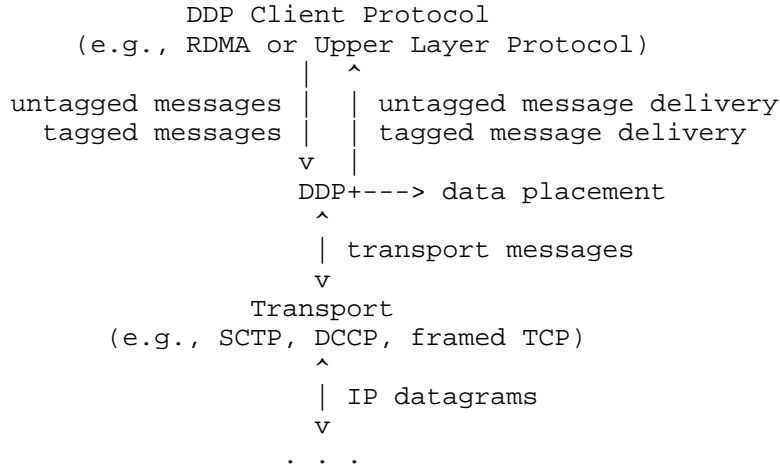 DDP Client Protocol
(e.g., RDMA or Upper Layer Protocol)
| ^
untagged messages | | untagged message delivery
tagged messages | | tagged message delivery
v |
DDP+---> data placement
^
| transport messages
v
Transport
(e.g., SCTP, DCCP, framed TCP)
^
| IP datagrams
v
. . .